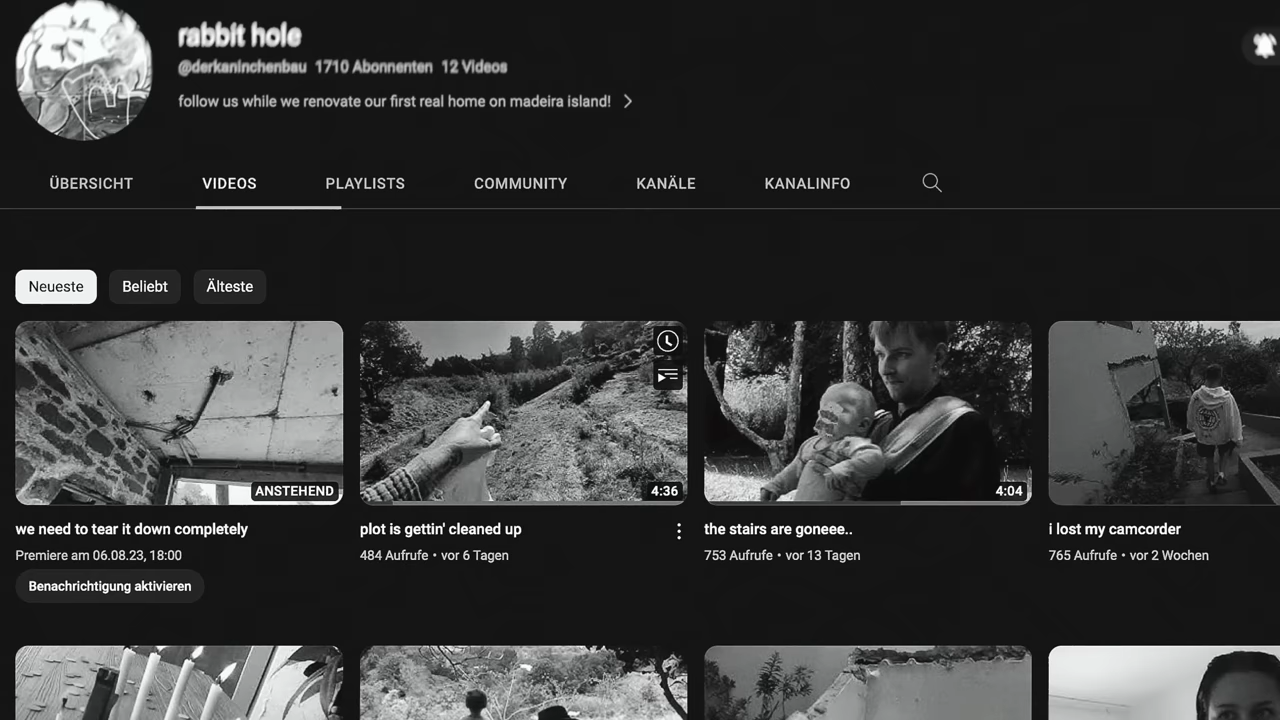 rabbit hole
@derkaninchenbau 1710 Abonnenten 12 Videos
follow us while we renovate our first real home on madeira island!
ÜBERSICHT VIDEOS PLAYLISTS COMMUNITY KANÄLE KANALINFO
Neueste Beliebt Älteste
ANSTEHEND 4:36 4:04
we need to tear it down completely plot is gettin' cleaned up the stairs are goneee.. i lost my camcorder
Premiere am 06.08.23, 18:00 484 Aufrufe • vor 6 Tagen 753 Aufrufe • vor 13 Tagen 765 Aufrufe • vor 2 Wochen
Benachrichtigung aktivieren